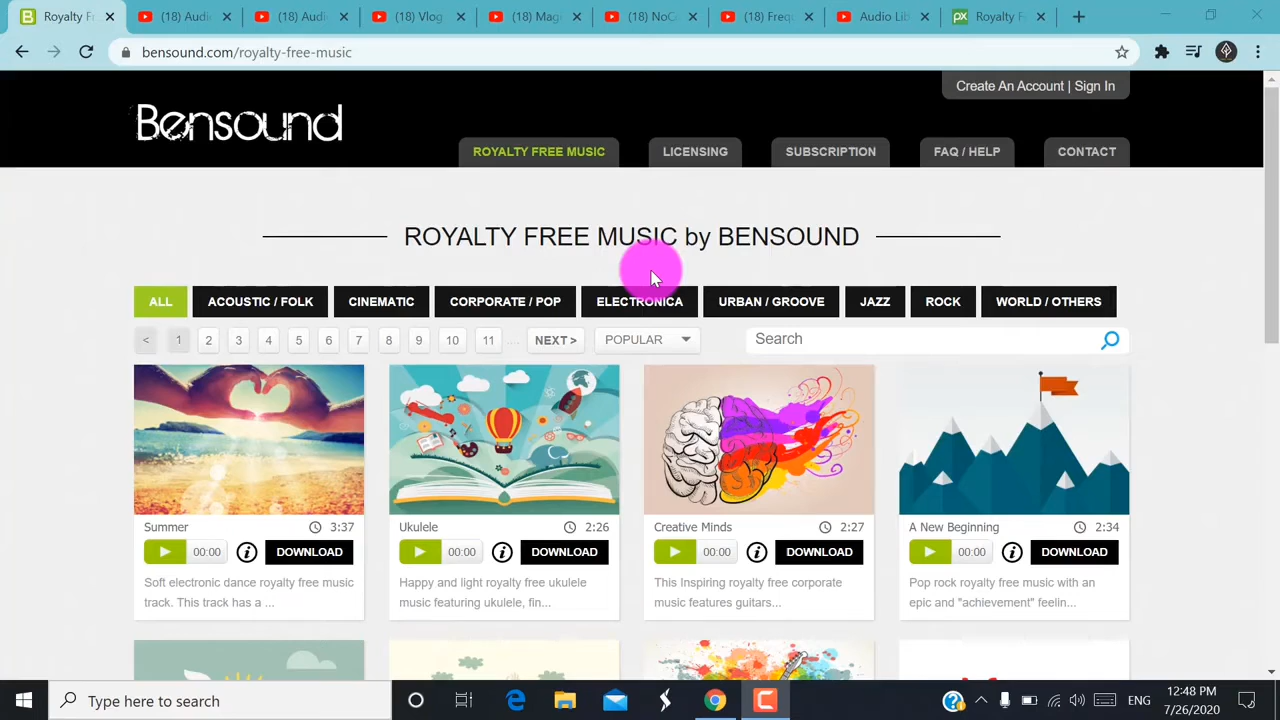 Royalty F
(18) Audi
(18) Audi
(18) Vlog
(18) Mag
(18) NoC
(18) Freq
Audio Lib
px
Royalty F
bensound.com/royalty-free-music
Create An Account | Sign In
Bensound
ROYALTY FREE MUSIC
LICENSING
SUBSCRIPTION
FAQ / HELP
CONTACT
ROYALTY FREE MUSIC by BENSOUND
ALL
ACOUSTIC / FOLK
CINEMATIC
CORPORATE / POP
ELECTRONICA
URBAN / GROOVE
JAZZ
ROCK
WORLD / OTHERS
< 1 2 3 4 5 6 7 8 9 10 11 .... NEXT >
POPULAR
Search
Summer 3:37
00:00 DOWNLOAD
Soft electronic dance royalty free music
track. This track has a ...
Ukulele 2:26
00:00 DOWNLOAD
Happy and light royalty free ukulele
music featuring ukulele, fin...
Creative Minds 2:27
00:00 DOWNLOAD
This Inspiring royalty free corporate
music features guitars...
A New Beginning 2:34
00:00 DOWNLOAD
Pop rock royalty free music with an
epic and "achievement" feelin...
Type here to search
ENG
12:48 PM
7/26/2020